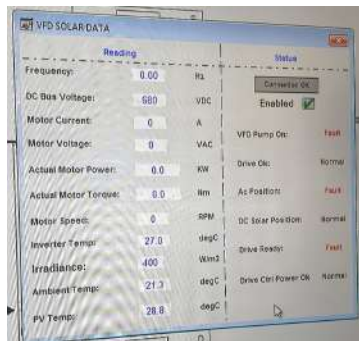 VFD SOLAR DATA
Reading
Frequency: 0.00 Hz
DC Bus Voltage: 680 VDC
Motor Current: 0 A
Motor Voltage: 0 VAC
Actual Motor Power: 0.0 KW
Actual Motor Torque: 0.0 Nm
Motor Speed: 0 RPM
Inverter Temp: 27.0 degC
Irradiance: 400 W/m2
Ambient Temp: 21.3 degC
PV Temp: 28.8 degC
Status
Converter OK
Enabled
VFD Pump On: Fault
Drive Ok: Normal
Ac Position: Fault
DC Solar Position: Normal
Drive Ready: Fault
Drive Ctrl Power OK Normal